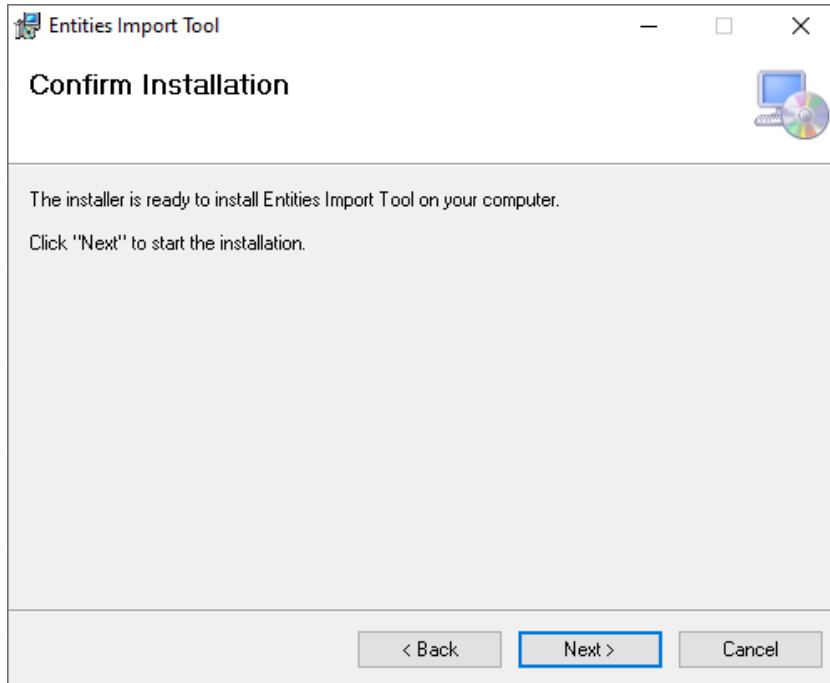 Entities Import Tool
Confirm Installation
The installer is ready to install Entities Import Tool on your computer.
Click "Next" to start the installation.
< Back
Next >
Cancel